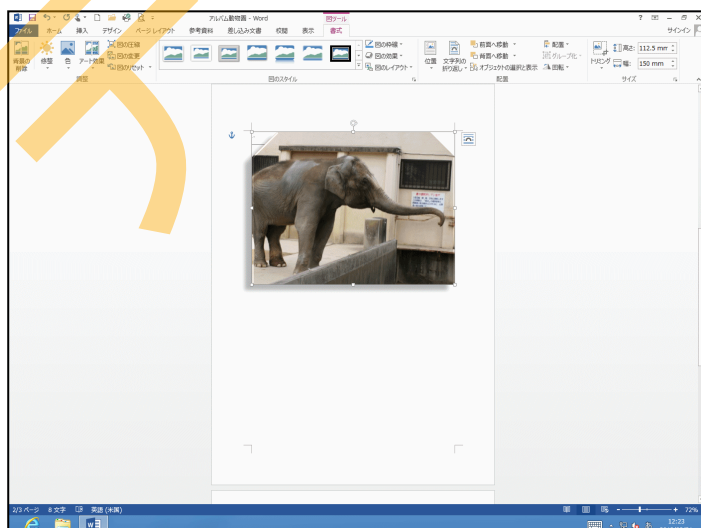 アルバム動物園 - Word
図ツール
サインイン
ファイル ホーム 挿入 デザイン ページ レイアウト 参考資料 差し込み文書 校閲 表示 書式
背景の
削除
修整
色
アート効果
図の圧縮
図の変更
図のリセット
調整
図のスタイル
図の枠線
図の効果
図のレイアウト
位置
文字列の
折り返し
前面へ移動
背面へ移動
オブジェクトの選択と表示
配置
グループ化
回転
配置
トリミング
高さ: 112.5 mm
幅: 150 mm
サイズ
2/3 ページ 8 文字 英語 (米国)
72%
12:23